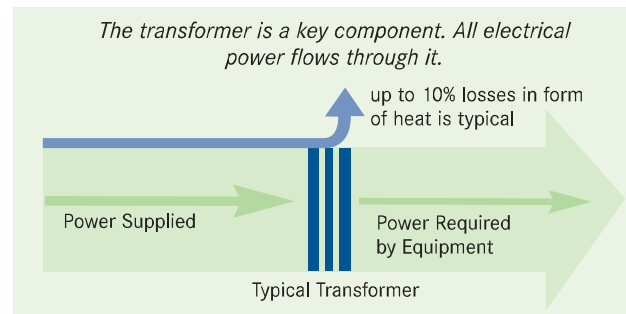 The transformer is a key component. All electrical
power flows through it.
up to 10% losses in form
of heat is typical
Power Supplied
Power Required
by Equipment
Typical Transformer